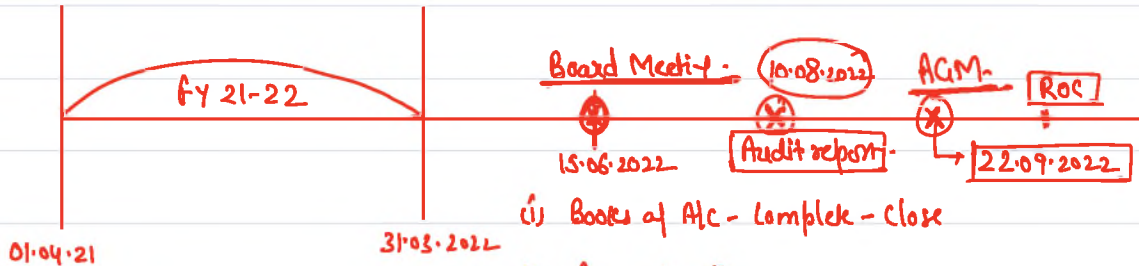 FY 21-22
Board Meeting.
10.08.2022
AGM.
ROC
15.06.2022
Audit report.
22.09.2022
(i) Books of A/C - Complete - Close
01.04.21
31.03.2022